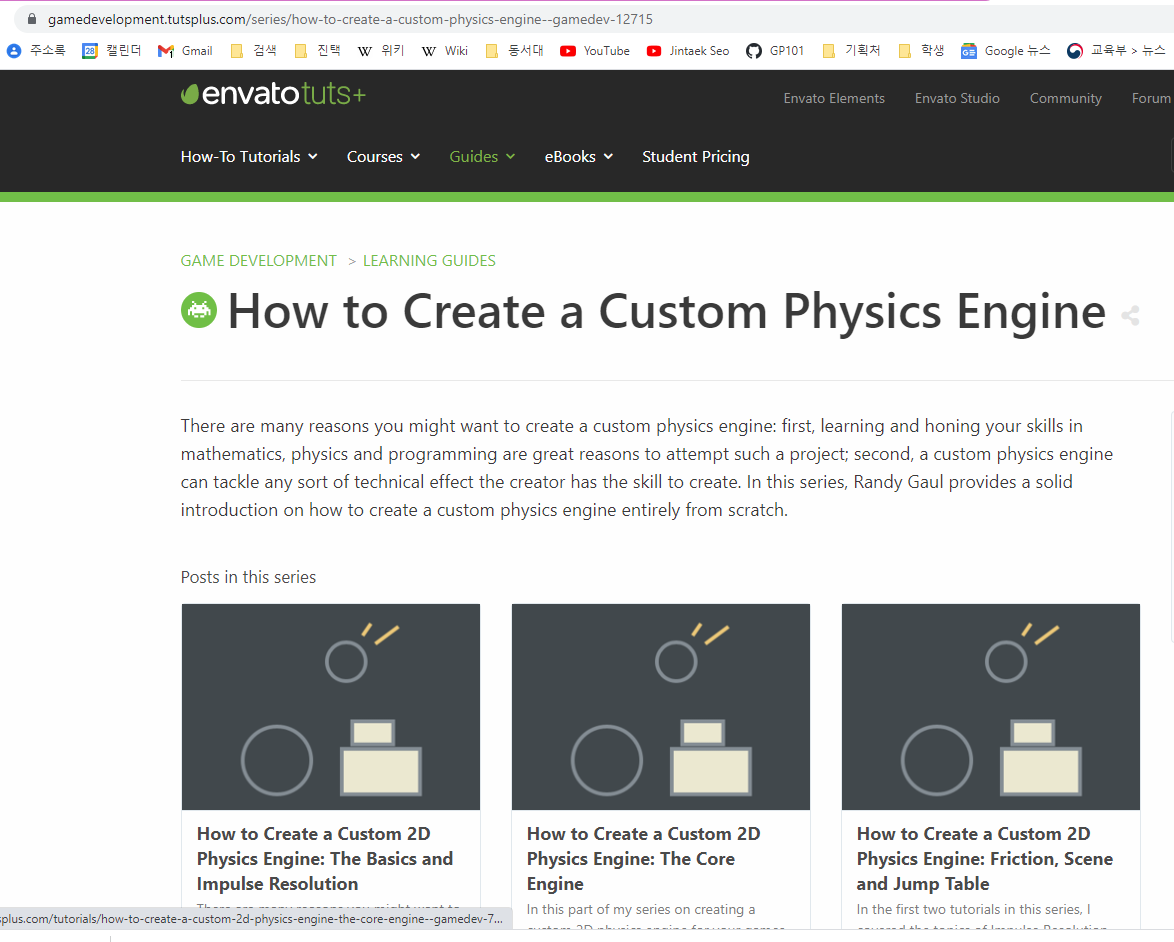 gamedevelopment.tutsplus.com/series/how-to-create-a-custom-physics-engine--gamedev-12715
주소록 28 캘린더 Gmail 검색 진택 W 위키 W Wiki 동서대 YouTube Jintaek Seo GP101 기획처 학생 Google 뉴스 교육부 > 뉴스
envatotuts+
Envato Elements Envato Studio Community Forum
How-To Tutorials Courses Guides eBooks Student Pricing
GAME DEVELOPMENT > LEARNING GUIDES
How to Create a Custom Physics Engine
There are many reasons you might want to create a custom physics engine: first, learning and honing your skills in
mathematics, physics and programming are great reasons to attempt such a project; second, a custom physics engine
can tackle any sort of technical effect the creator has the skill to create. In this series, Randy Gaul provides a solid
introduction on how to create a custom physics engine entirely from scratch.
Posts in this series
How to Create a Custom 2D
Physics Engine: The Basics and
Impulse Resolution
There are many reasons you might want to
How to Create a Custom 2D
Physics Engine: The Core
Engine
In this part of my series on creating a
custom 2D physics engine for your games
How to Create a Custom 2D
Physics Engine: Friction, Scene
and Jump Table
In the first two tutorials in this series, I
covered the topics of Impulse Resolution
splus.com/tutorials/how-to-create-a-custom-2d-physics-engine-the-core-engine--gamedev-7...